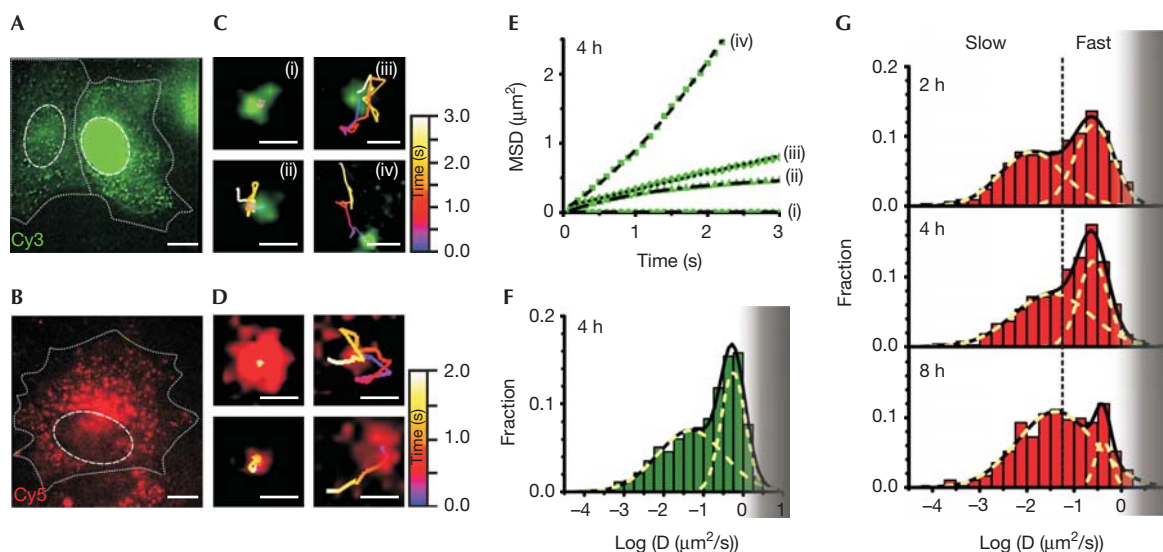 A
Cy3
B
Cy5
C
(i)
(iii)
(ii)
(iv)
3.0
2.0
1.0
0.0
Time (s)
D
2.0
1.0
0.0
Time (s)
E
4 h
(iv)
(iii)
(ii)
(i)
MSD (μm²)
2
1
0
0 1 2 3
Time (s)
F
4 h
Fraction
0.2
0.1
0.0
–4 –3 –2 –1 0 1
Log (D (μm²/s))
G
Slow Fast
2 h
0.2
0.1
0.0
4 h
0.1
0.0
8 h
0.1
0.0
Fraction
–4 –3 –2 –1 0
Log (D (μm²/s))